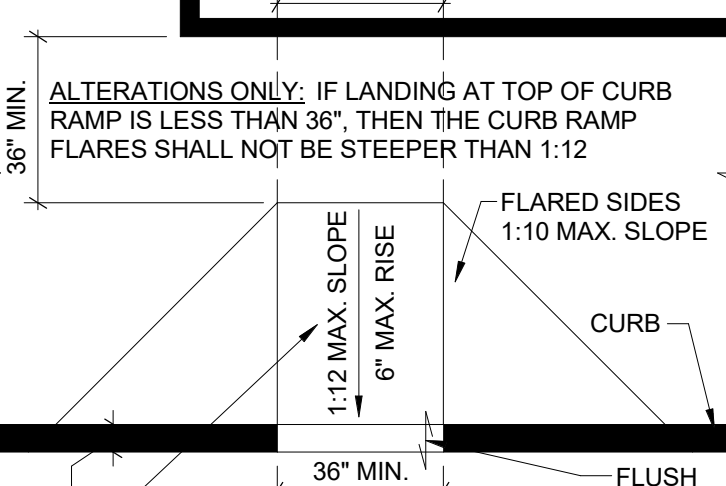 36" MIN.
ALTERATIONS ONLY: IF LANDING AT TOP OF CURB
RAMP IS LESS THAN 36", THEN THE CURB RAMP
FLARES SHALL NOT BE STEEPER THAN 1:12
FLARED SIDES
1:10 MAX. SLOPE
1:12 MAX. SLOPE
6" MAX. RISE
CURB
36" MIN.
FLUSH